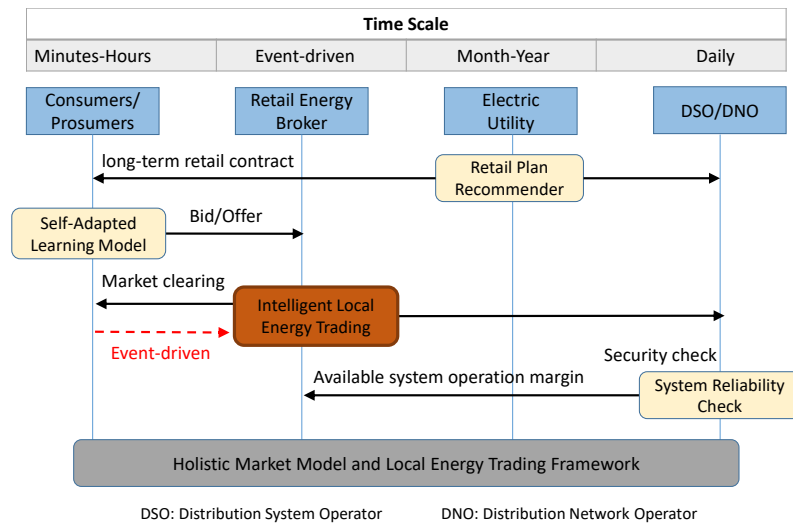 Time Scale
Minutes-Hours
Event-driven
Month-Year
Daily
Consumers/
Prosumers
Retail Energy
Broker
Electric
Utility
DSO/DNO
long-term retail contract
Retail Plan
Recommender
Self-Adapted
Learning Model
Bid/Offer
Market clearing
Intelligent Local
Energy Trading
Event-driven
Security check
Available system operation margin
System Reliability
Check
Holistic Market Model and Local Energy Trading Framework
DSO: Distribution System Operator
DNO: Distribution Network Operator